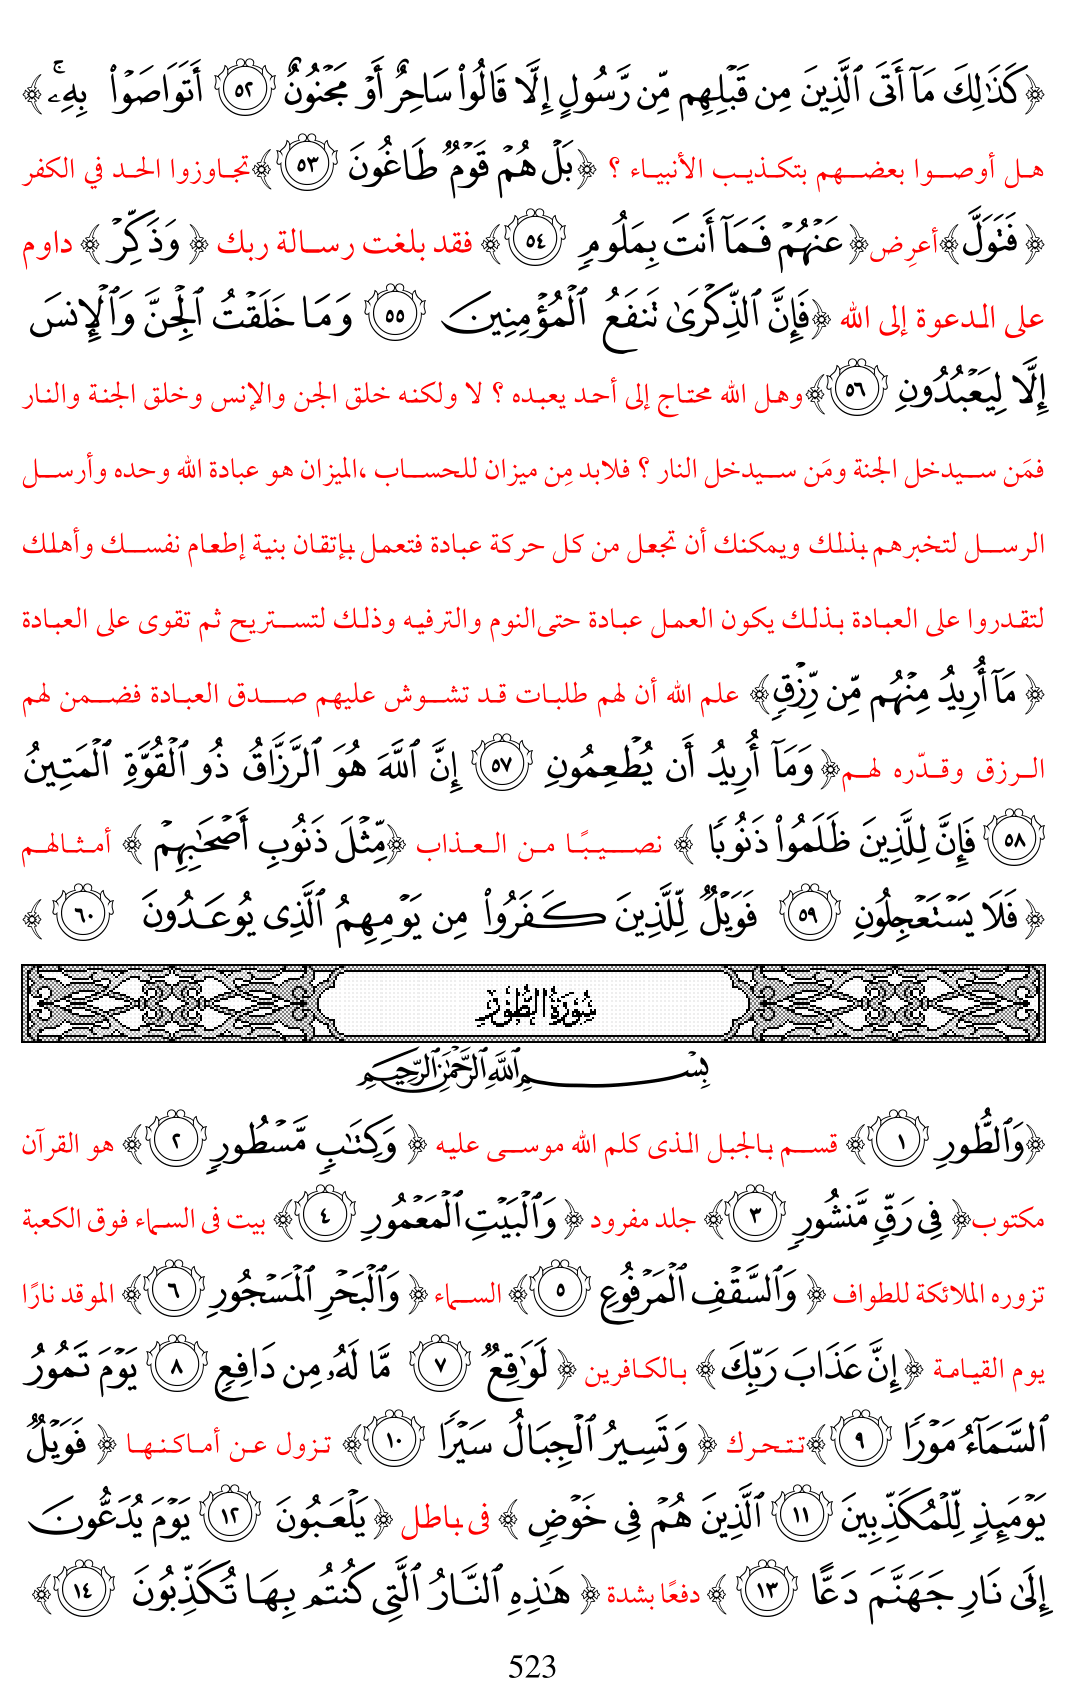 ﴿كَذَٰلِكَ مَآ أَتَى ٱلَّذِينَ مِن قَبْلِهِم مِّن رَّسُولٍ إِلَّا قَالُوا۟ سَاحِرٌ أَوْ مَجْنُونٌ ٥٢ أَتَوَاصَوْا۟ بِهِۦۚ ﴾
هل أوصوا بعضهم بتكذيب الأنبياء ؟ ﴿بَلْ هُمْ قَوْمٌ طَاغُونَ ٥٣ ﴾تجاوزوا الحد في الكفر
﴿ فَتَوَلَّ﴾أعرِض﴿ عَنْهُمْ فَمَآ أَنتَ بِمَلُومٍ ٥٤ ﴾ فقد بلغت رسالة ربك ﴿ وَذَكِّرْ ﴾ داوم
على الدعوة إلى الله ﴿فَإِنَّ ٱلذِّكْرَىٰ تَنفَعُ ٱلْمُؤْمِنِينَ ٥٥ وَمَا خَلَقْتُ ٱلْجِنَّ وَٱلْإِنسَ
إِلَّا لِيَعْبُدُونِ ٥٦ ﴾وهل الله محتاج إلى أحد يعبده ؟ لا ولكنه خلق الجن والإنس وخلق الجنة والنار
فمَن سيدخل الجنة ومَن سيدخل النار ؟ فلابد مِن ميزان للحساب ،الميزان هو عبادة الله وحده وأرسل
الرسل لتخبرهم بذلك ويمكنك أن تجعل من كل حركة عبادة فتعمل بإتقان بنية إطعام نفسك وأهلك
لتقدروا على العبادة بذلك يكون العمل عبادة حتى النوم والترفيه وذلك لتستريح ثم تقوى على العبادة
﴿ مَآ أُرِيدُ مِنْهُم مِّن رِّزْقٍ﴾ علم الله أن لهم طلبات قد تشوش عليهم صدق العبادة فضمن لهم
الرزق وقدّره لهم﴿وَمَآ أُرِيدُ أَن يُطْعِمُونِ ٥٧ إِنَّ ٱللَّهَ هُوَ ٱلرَّزَّاقُ ذُو ٱلْقُوَّةِ ٱلْمَتِينُ
٥٨ فَإِنَّ لِلَّذِينَ ظَلَمُوا۟ ذَنُوبًا ﴾ نصيبًا من العذاب ﴿مِّثْلَ ذَنُوبِ أَصْحَٰبِهِمْ ﴾ أمثالهم
﴿ فَلَا يَسْتَعْجِلُونِ ٥٩ فَوَيْلٌ لِّلَّذِينَ كَفَرُوا۟ مِن يَوْمِهِمُ ٱلَّذِى يُوعَدُونَ ٦٠ ﴾
سُورَةُ الطُّورِ
بِسْمِ ٱللَّهِ ٱلرَّحْمَٰنِ ٱلرَّحِيمِ
﴿وَٱلطُّورِ ١ ﴾ قسم بالجبل الذى كلم الله موسى عليه ﴿ وَكِتَٰبٍ مَّسْطُورٍ ٢ ﴾ هو القرآن
مكتوب﴿ فِى رَقٍّ مَّنشُورٍ ٣ ﴾ جلد مفرود ﴿ وَٱلْبَيْتِ ٱلْمَعْمُورِ ٤ ﴾ بيت فى السماء فوق الكعبة
تزوره الملائكة للطواف ﴿ وَٱلسَّقْفِ ٱلْمَرْفُوعِ ٥ ﴾ السماء ﴿ وَٱلْبَحْرِ ٱلْمَسْجُورِ ٦ ﴾ الموقد نارًا
يوم القيامة ﴿إِنَّ عَذَابَ رَبِّكَ ﴾ بالكافرين ﴿ لَوَٰقِعٌ ٧ مَّا لَهُۥ مِن دَافِعٍ ٨ يَوْمَ تَمُورُ
ٱلسَّمَآءُ مَوْرًا ٩ ﴾تتحرك ﴿ وَتَسِيرُ ٱلْجِبَالُ سَيْرًا ١٠ ﴾ تزول عن أماكنها ﴿ فَوَيْلٌ
يَوْمَئِذٍ لِّلْمُكَذِّبِينَ ١١ ٱلَّذِينَ هُمْ فِى خَوْضٍ ﴾ فى باطل ﴿ يَلْعَبُونَ ١٢ يَوْمَ يُدَعُّونَ
إِلَىٰ نَارِ جَهَنَّمَ دَعًّا ١٣ ﴾ دفعًا بشدة ﴿ هَٰذِهِ ٱلنَّارُ ٱلَّتِى كُنتُم بِهَا تُكَذِّبُونَ ١٤ ﴾
523